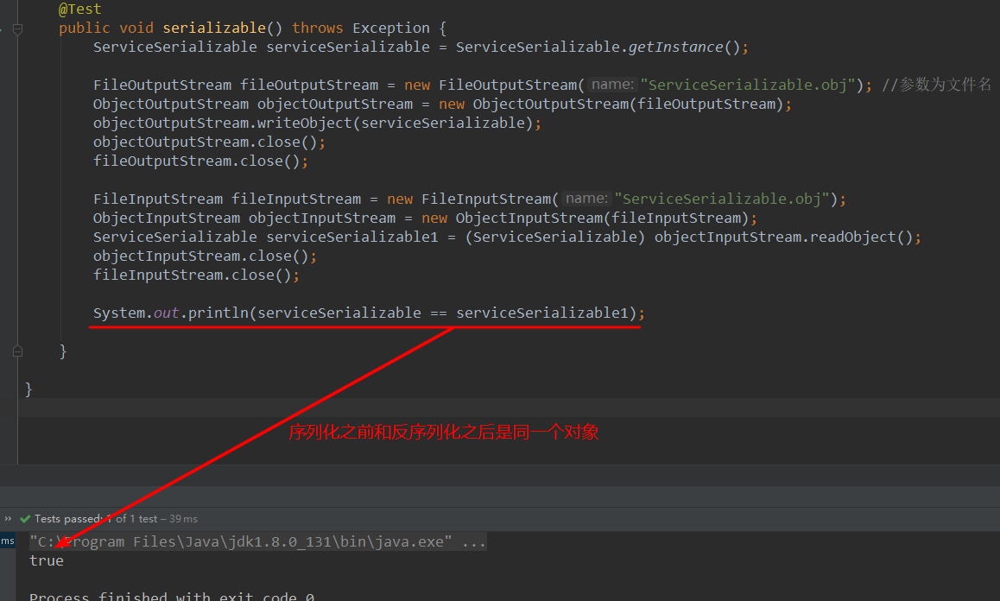 @Test
public void serializable() throws Exception {
ServiceSerializable serviceSerializable = ServiceSerializable.getInstance();
FileOutputStream fileOutputStream = new FileOutputStream( name: "ServiceSerializable.obj"); //参数为文件名
ObjectOutputStream objectOutputStream = new ObjectOutputStream(fileOutputStream);
objectOutputStream.writeObject(serviceSerializable);
objectOutputStream.close();
fileOutputStream.close();
FileInputStream fileInputStream = new FileInputStream( name: "ServiceSerializable.obj");
ObjectInputStream objectInputStream = new ObjectInputStream(fileInputStream);
ServiceSerializable serviceSerializable1 = (ServiceSerializable) objectInputStream.readObject();
objectInputStream.close();
fileInputStream.close();
System.out.println(serviceSerializable == serviceSerializable1);
}
}
序列化之前和反序列化之后是同一个对象
» Tests passed: 1 of 1 test – 39 ms
ms "C:\Program Files\Java\jdk1.8.0_131\bin\java.exe" ...
true
Process finished with exit code 0